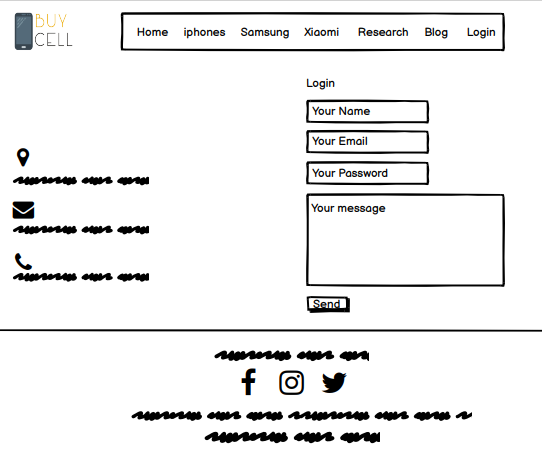 BUY
CELL
Home iphones Samsung Xiaomi Research Blog Login
Login
Your Name
Your Email
Your Password
Your message
Send